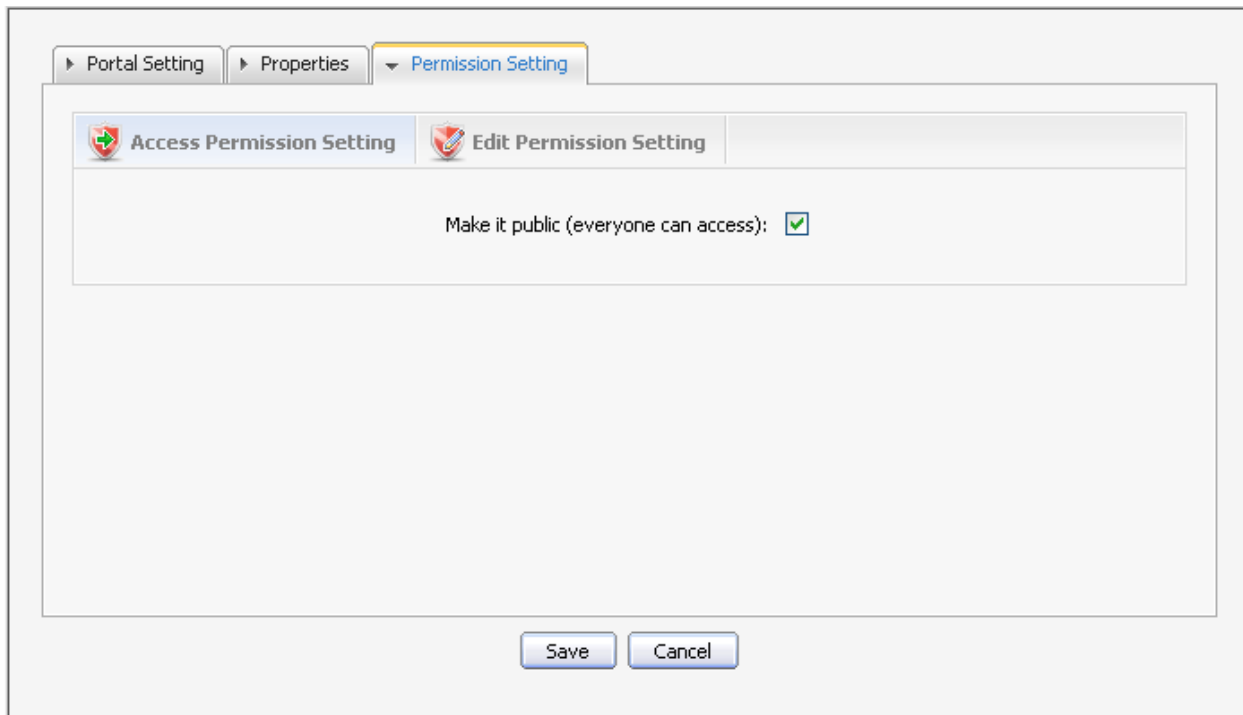 Portal Setting Properties Permission Setting
Access Permission Setting Edit Permission Setting
Make it public (everyone can access):
Save Cancel